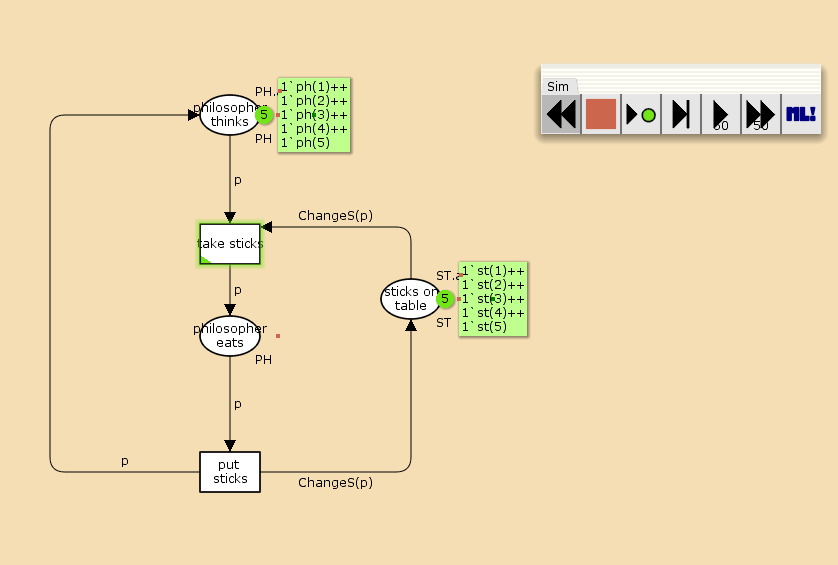 Sim
50
50
ML!
PH.
philosopher
thinks
5
1`ph(1)++
1`ph(2)++
1`ph(3)++
1`ph(4)++
1`ph(5)
PH
p
take sticks
ChangeS(p)
p
ST.a
sticks on
table
5
1`st(1)++
1`st(2)++
1`st(3)++
1`st(4)++
1`st(5)
ST
philosopher
eats
PH
p
p
put
sticks
ChangeS(p)